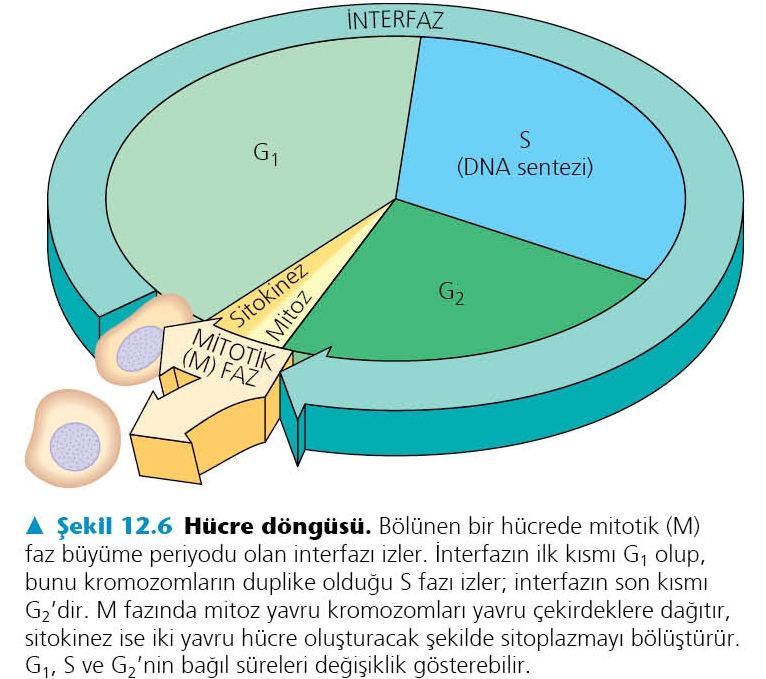 İNTERFAZ
G₁
S
(DNA sentezi)
G₂
Sitokinez
Mitoz
MİTOTİK
(M) FAZ
▲ Şekil 12.6 Hücre döngüsü. Bölünen bir hücrede mitotik (M)
faz büyüme periyodu olan interfazı izler. İnterfazın ilk kısmı G₁ olup,
bunu kromozomların duplike olduğu S fazı izler; interfazın son kısmı
G₂’dir. M fazında mitoz yavru kromozomları yavru çekirdeklere dağıtır,
sitokinez ise iki yavru hücre oluşturacak şekilde sitoplazmayı bölüştürür.
G₁, S ve G₂’nin bağıl süreleri değişiklik gösterebilir.